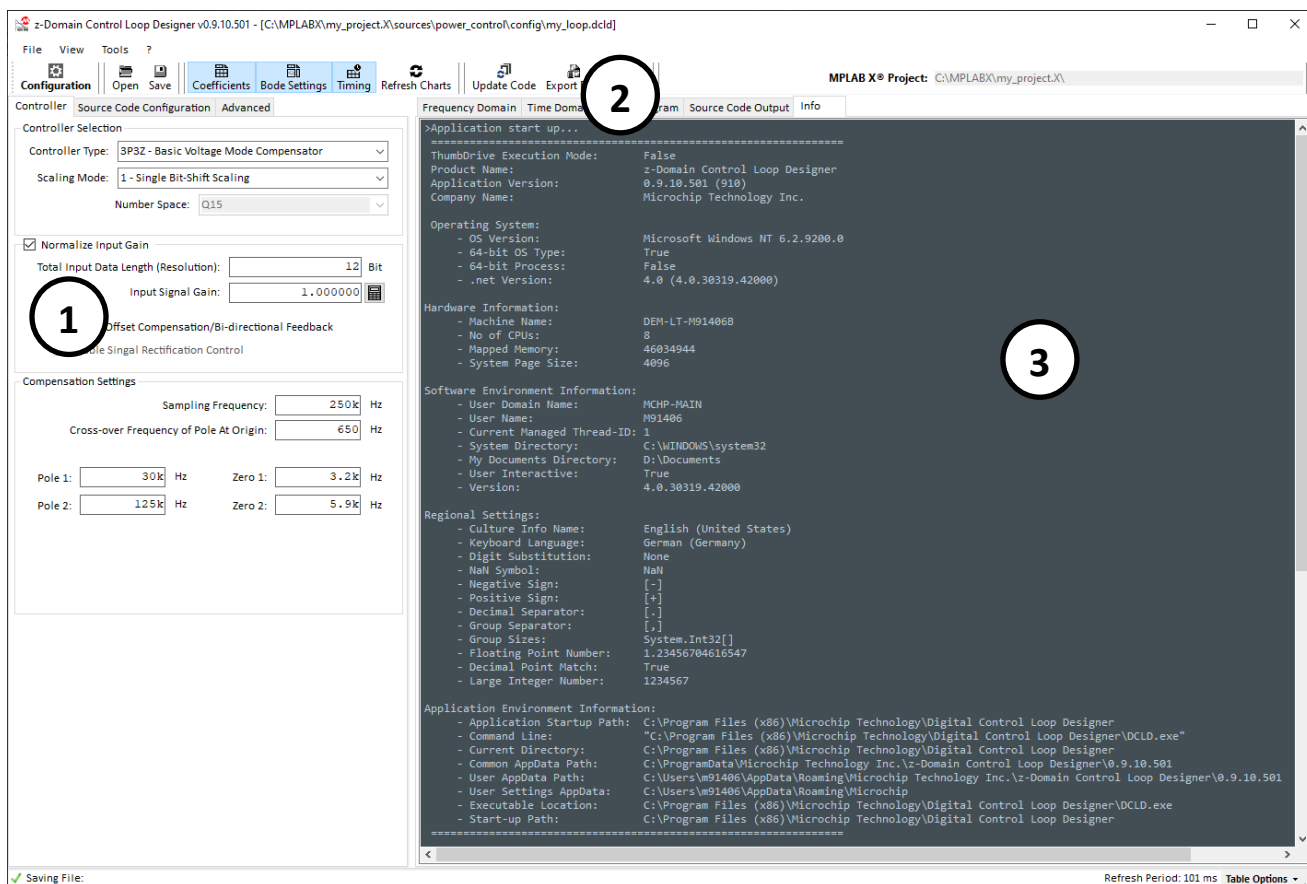 z-Domain Control Loop Designer v0.9.10.501 - [C:\MPLABX\my_project.X\sources\power_control\config\my_loop.dcld]
File View Tools ?
Configuration Open Save Coefficients Bode Settings Timing Refresh Charts Update Code Export
MPLAB X® Project: C:\MPLABX\my_project.X\
2
Controller Source Code Configuration Advanced
Frequency Domain Time Domain Source Code Output Info
Controller Selection
Controller Type: 3P3Z - Basic Voltage Mode Compensator
Scaling Mode: 1 - Single Bit-Shift Scaling
Number Space: Q15
Normalize Input Gain
Total Input Data Length (Resolution): 12 Bit
Input Signal Gain: 1.000000
1
Offset Compensation/Bi-directional Feedback
Singal Rectification Control
Compensation Settings
Sampling Frequency: 250k Hz
Cross-over Frequency of Pole At Origin: 650 Hz
Pole 1: 30k Hz Zero 1: 3.2k Hz
Pole 2: 125k Hz Zero 2: 5.9k Hz
>Application start up...
================================================================
ThumbDrive Execution Mode: False
Product Name: z-Domain Control Loop Designer
Application Version: 0.9.10.501 (910)
Company Name: Microchip Technology Inc.
Operating System:
- OS Version: Microsoft Windows NT 6.2.9200.0
- 64-bit OS Type: True
- 64-bit Process: False
- .net Version: 4.0 (4.0.30319.42000)
Hardware Information:
- Machine Name: DEM-LT-M91406B
- No of CPUs: 8
- Mapped Memory: 46034944
- System Page Size: 4096
3
Software Environment Information:
- User Domain Name: MCHP-MAIN
- User Name: M91406
- Current Managed Thread-ID: 1
- System Directory: C:\WINDOWS\system32
- My Documents Directory: D:\Documents
- User Interactive: True
- Version: 4.0.30319.42000
Regional Settings:
- Culture Info Name: English (United States)
- Keyboard Language: German (Germany)
- Digit Substitution: None
- NaN Symbol: NaN
- Negative Sign: [-]
- Positive Sign: [+]
- Decimal Separator: [.]
- Group Separator: [,]
- Group Sizes: System.Int32[]
- Floating Point Number: 1.23456704616547
- Decimal Point Match: True
- Large Integer Number: 1234567
Application Environment Information:
- Application Startup Path: C:\Program Files (x86)\Microchip Technology\Digital Control Loop Designer
- Command Line: "C:\Program Files (x86)\Microchip Technology\Digital Control Loop Designer\DCLD.exe"
- Current Directory: C:\Program Files (x86)\Microchip Technology\Digital Control Loop Designer
- Common AppData Path: C:\ProgramData\Microchip Technology Inc.\z-Domain Control Loop Designer\0.9.10.501
- User AppData Path: C:\Users\m91406\AppData\Roaming\Microchip Technology Inc.\z-Domain Control Loop Designer\0.9.10.501
- User Settings AppData: C:\Users\m91406\AppData\Roaming\Microchip
- Executable Location: C:\Program Files (x86)\Microchip Technology\Digital Control Loop Designer\DCLD.exe
- Start-up Path: C:\Program Files (x86)\Microchip Technology\Digital Control Loop Designer
================================================================
Saving File:
Refresh Period: 101 ms Table Options